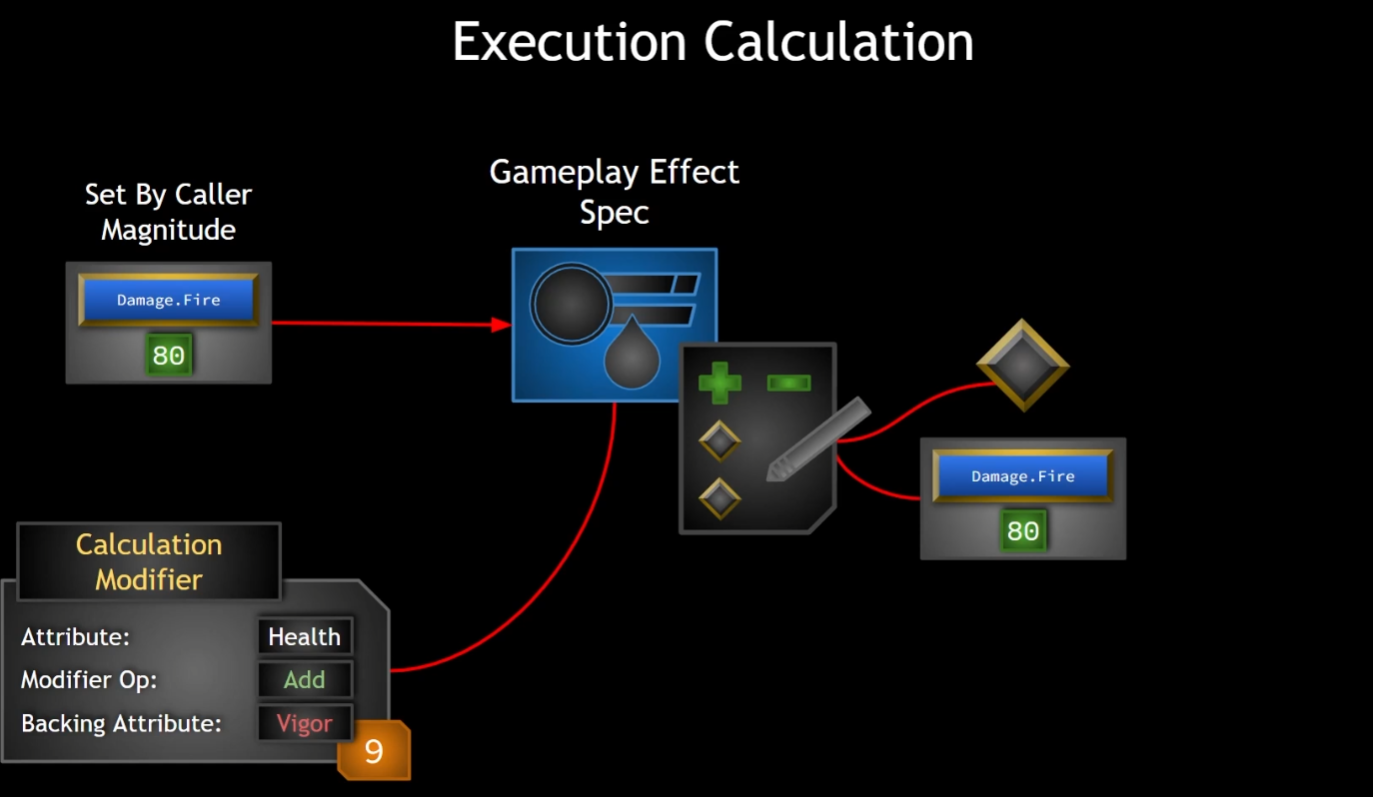 Execution Calculation
Gameplay Effect
Spec
Set By Caller
Magnitude
Damage.Fire
80
Damage.Fire
80
Calculation
Modifier
Attribute: Health
Modifier Op: Add
Backing Attribute: Vigor
9